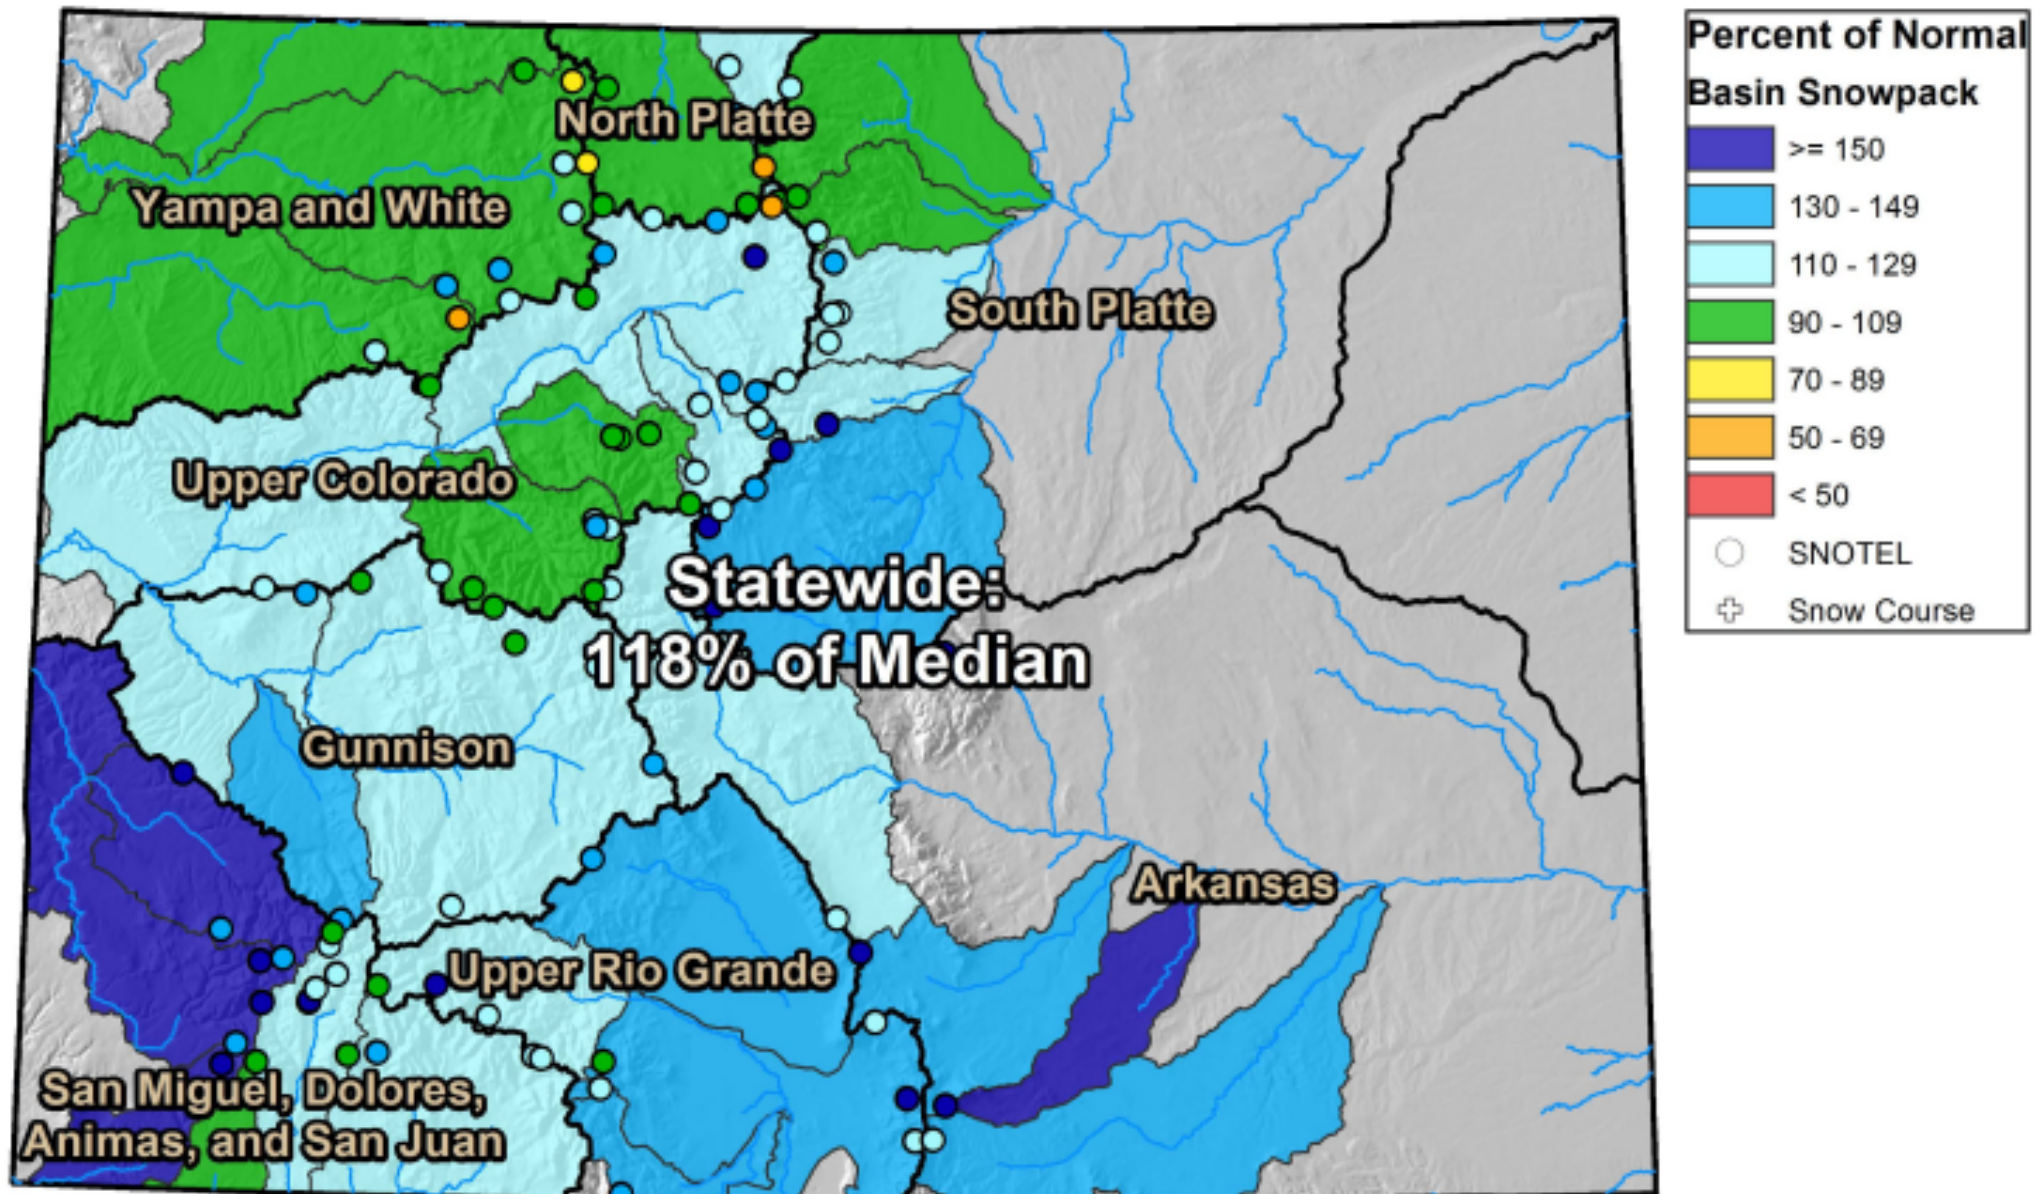 North Platte
Yampa and White
South Platte
Upper Colorado
Statewide:
118% of Median
Gunnison
Arkansas
Upper Rio Grande
San Miguel, Dolores,
Animas, and San Juan
Percent of Normal
Basin Snowpack
>= 150
130 - 149
110 - 129
90 - 109
70 - 89
50 - 69
< 50
SNOTEL
Snow Course